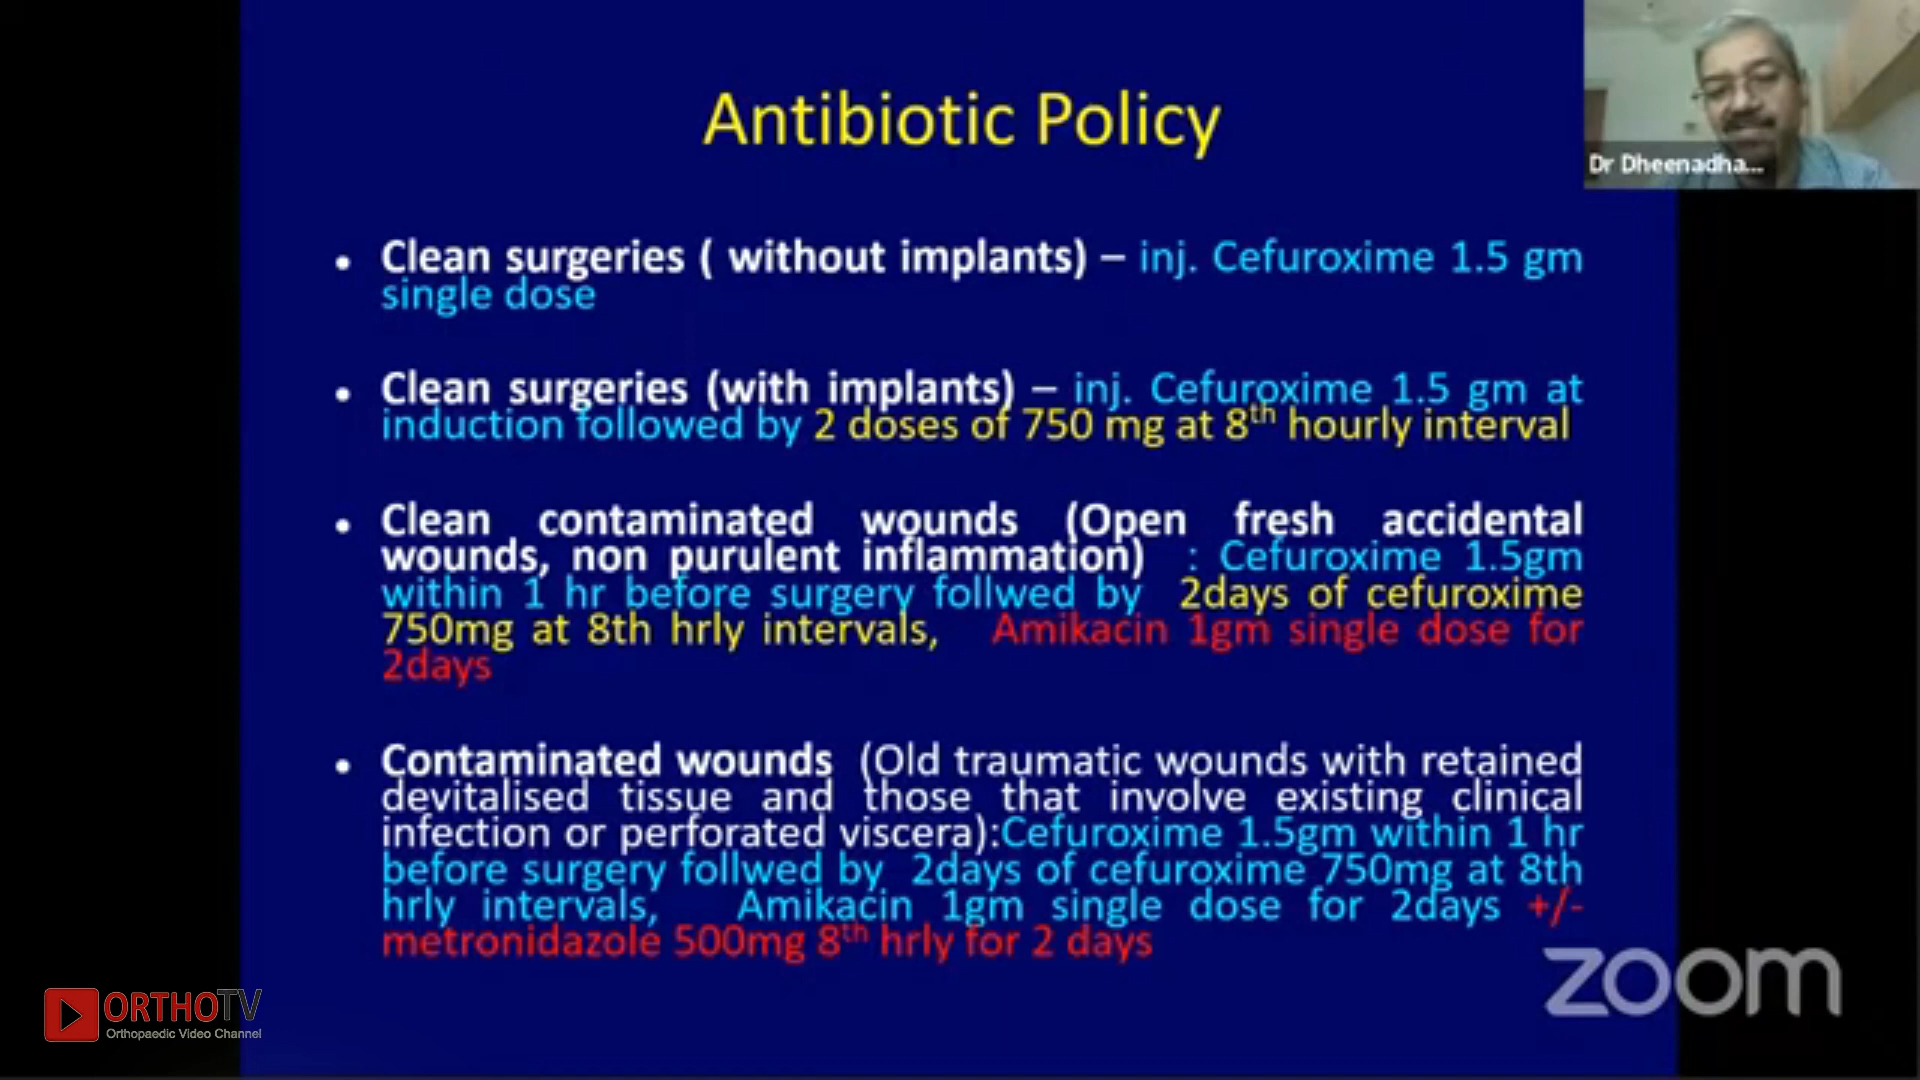 Antibiotic Policy
Dr Dheenadha...
• Clean surgeries ( without implants) – inj. Cefuroxime 1.5 gm
single dose
• Clean surgeries (with implants) – inj. Cefuroxime 1.5 gm at
induction followed by 2 doses of 750 mg at 8th hourly interval
• Clean contaminated wounds (Open fresh accidental
wounds, non purulent inflammation) : Cefuroxime 1.5gm
within 1 hr before surgery follwed by 2days of cefuroxime
750mg at 8th hrly intervals, Amikacin 1gm single dose for
2days
• Contaminated wounds (Old traumatic wounds with retained
devitalised tissue and those that involve existing clinical
infection or perforated viscera):Cefuroxime 1.5gm within 1 hr
before surgery follwed by 2days of cefuroxime 750mg at 8th
hrly intervals, Amikacin 1gm single dose for 2days +/-
metronidazole 500mg 8th hrly for 2 days
zoom
ORTHOTV
Orthopaedic Video Channel